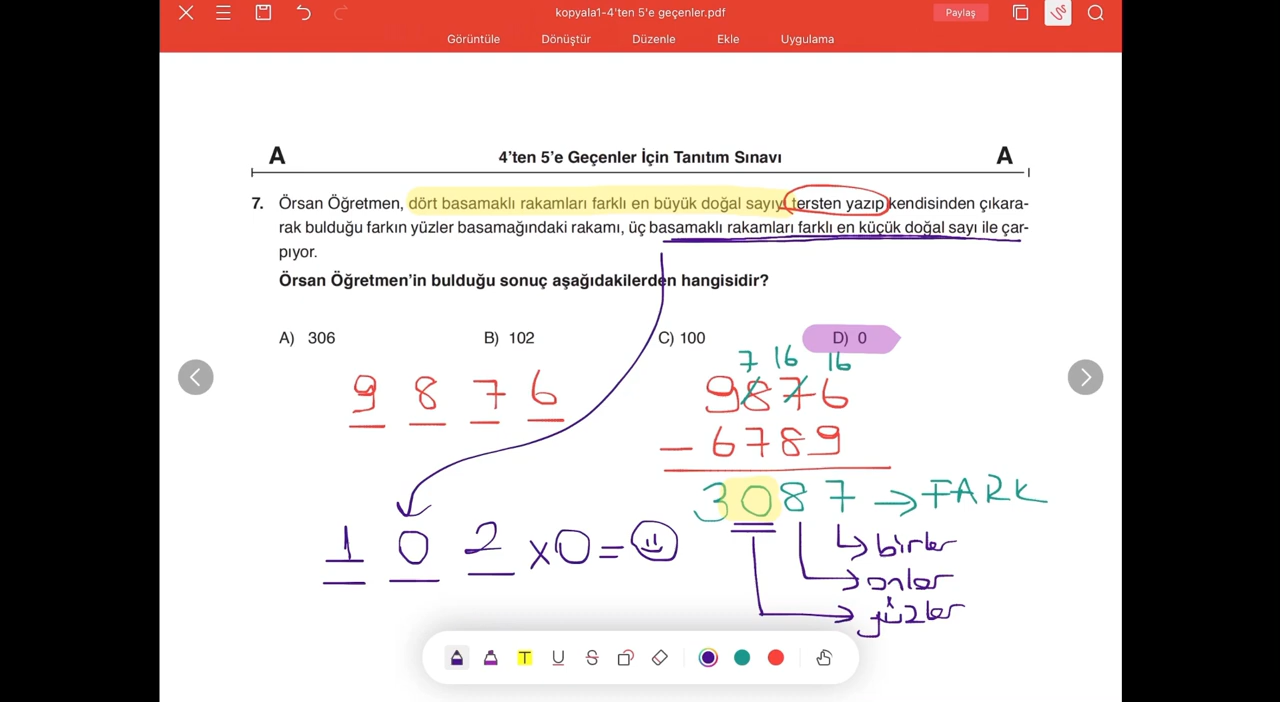 kopyala1-4'ten 5'e geçenler.pdf
Paylaş
Görüntüle Dönüştür Düzenle Ekle Uygulama
A 4'ten 5'e Geçenler İçin Tanıtım Sınavı A
7. Örsan Öğretmen, dört basamaklı rakamları farklı en büyük doğal sayıyı tersten yazıp kendisinden çıkara-
rak bulduğu farkın yüzler basamağındaki rakamı, üç basamaklı rakamları farklı en küçük doğal sayı ile çar-
pıyor.
Örsan Öğretmen'in bulduğu sonuç aşağıdakilerden hangisidir?
A) 306 B) 102 C) 100 D) 0
7 16 16
9 8 7 6 9876
- 6789
3087 → FARK
1 0 2 x 0 =
birler
onlar
yüzler
T U S